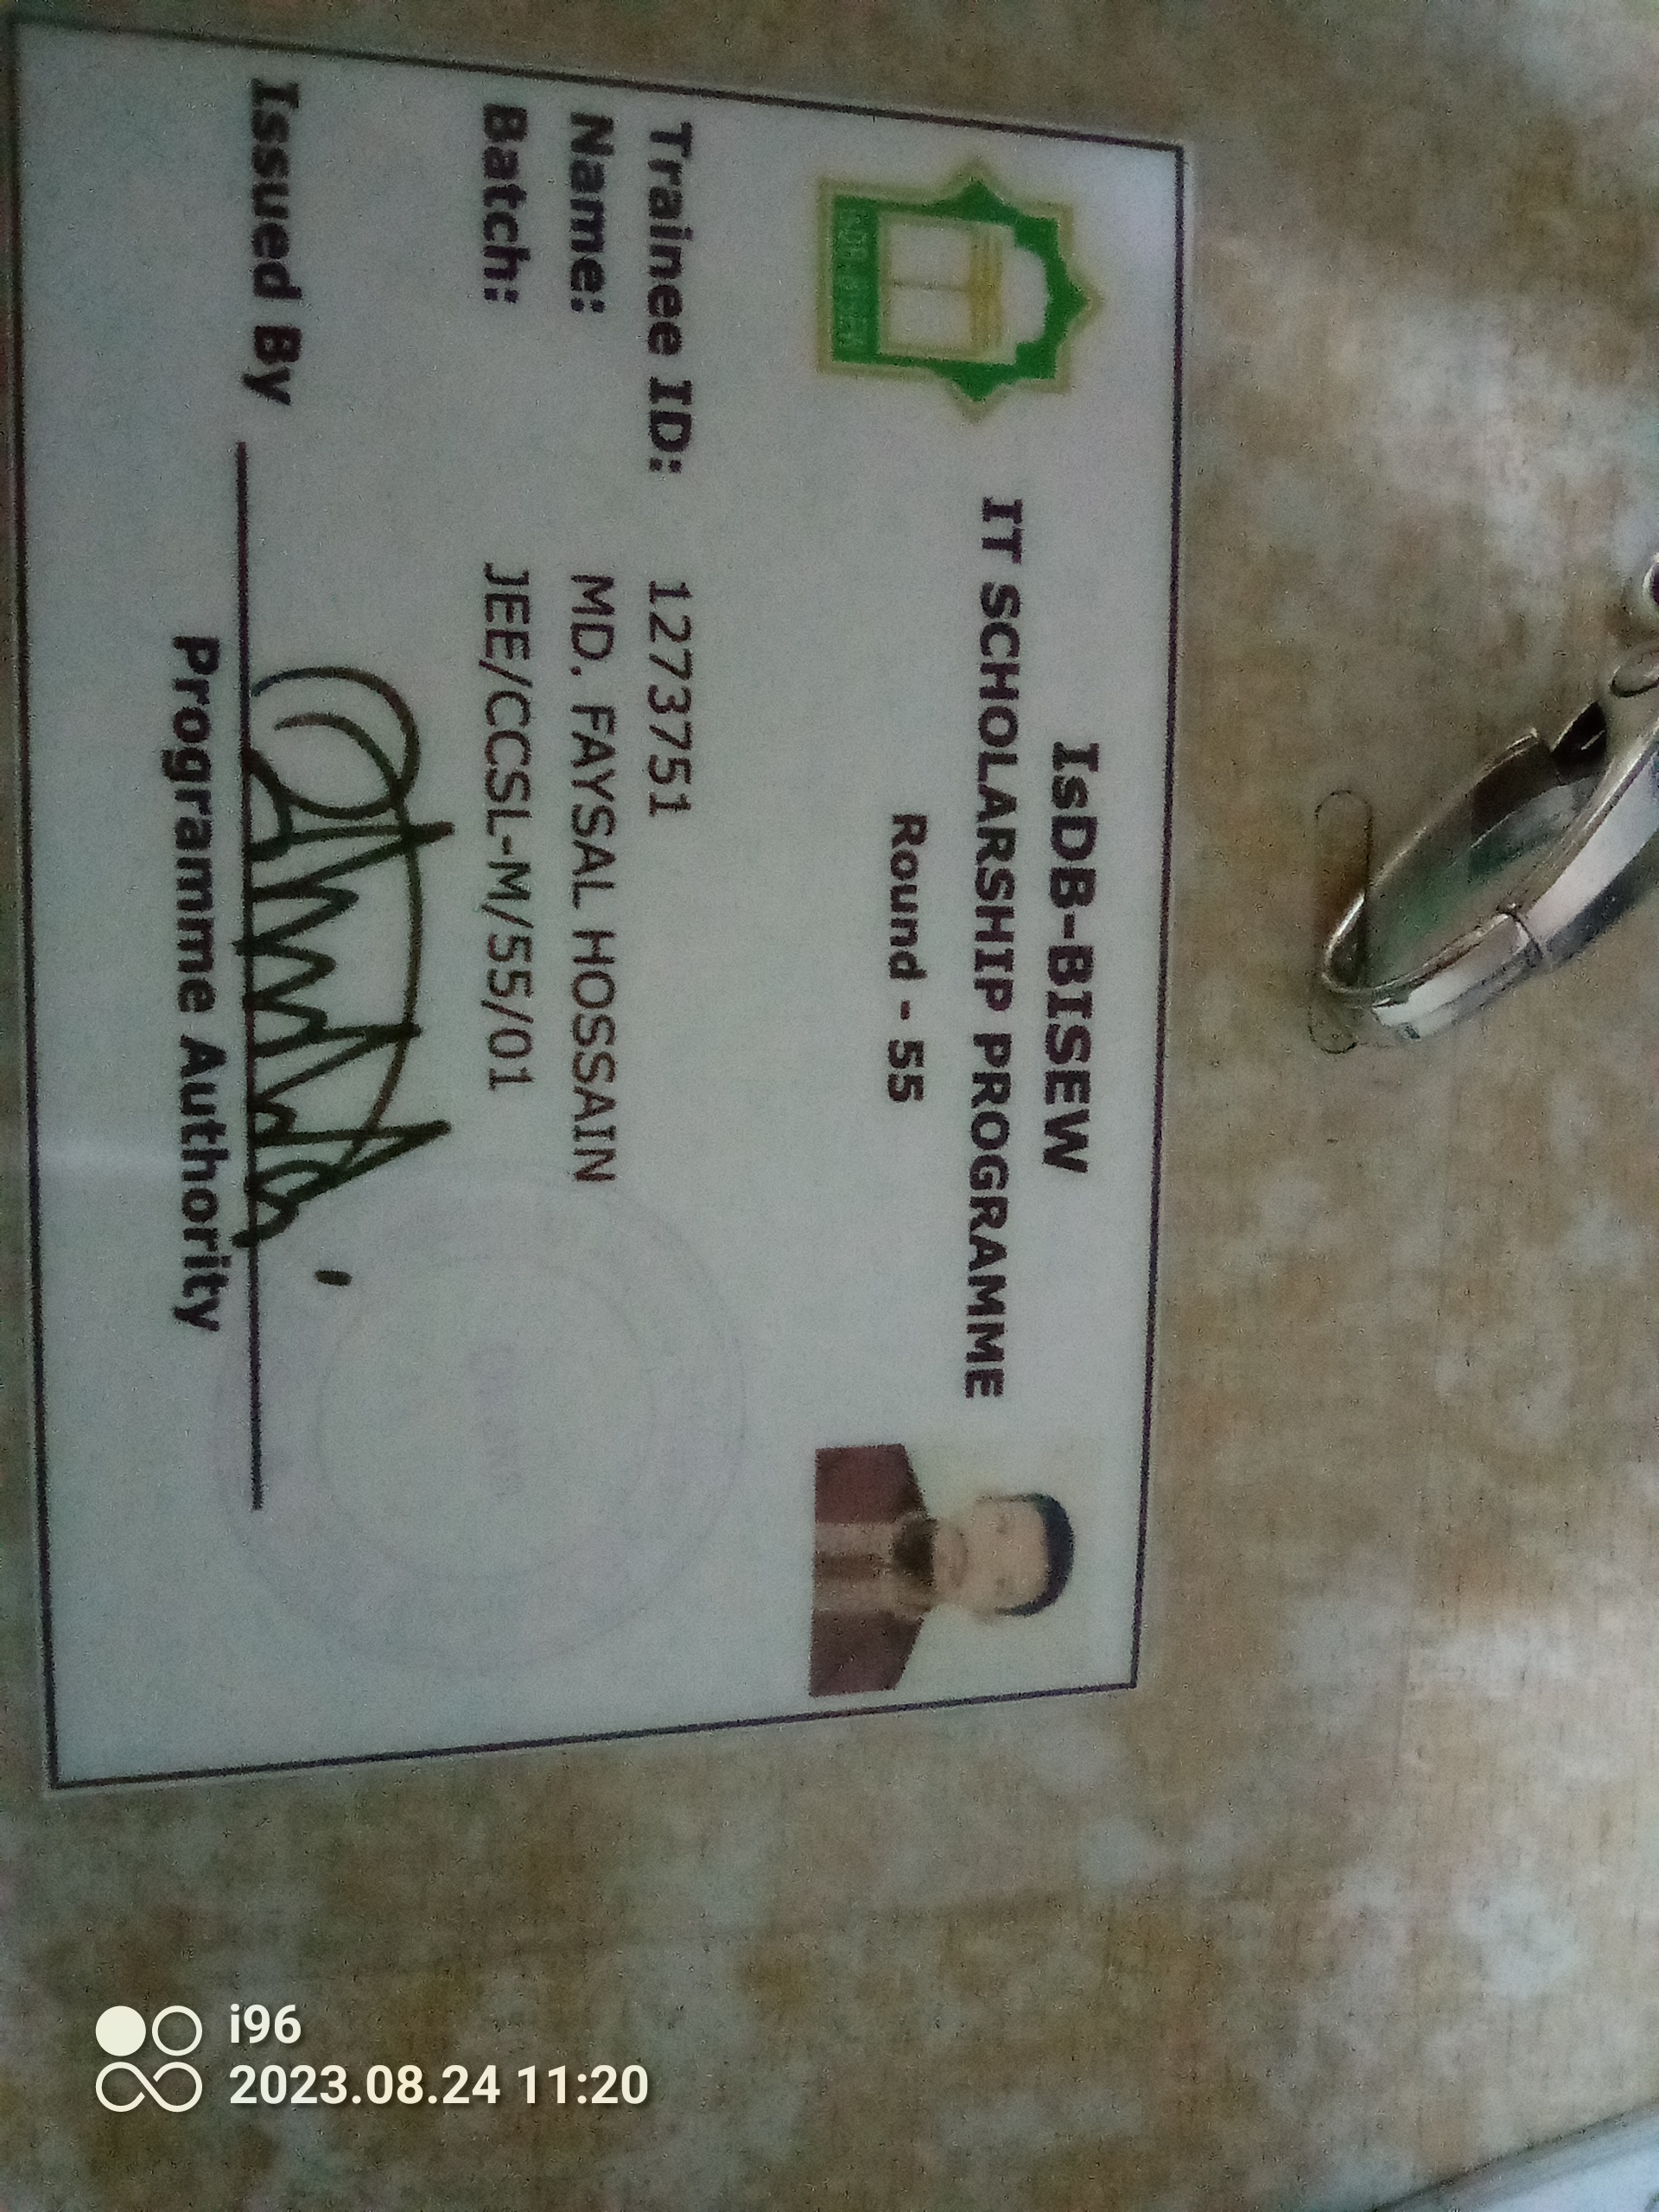 IsDB-BISEW
IT SCHOLARSHIP PROGRAMME
Round - 55
Trainee ID: 1273751
Name: MD. FAYSAL HOSSAIN
Batch: JEE/CCSL-M/55/01
Issued By
Programme Authority
i96
2023.08.24 11:20